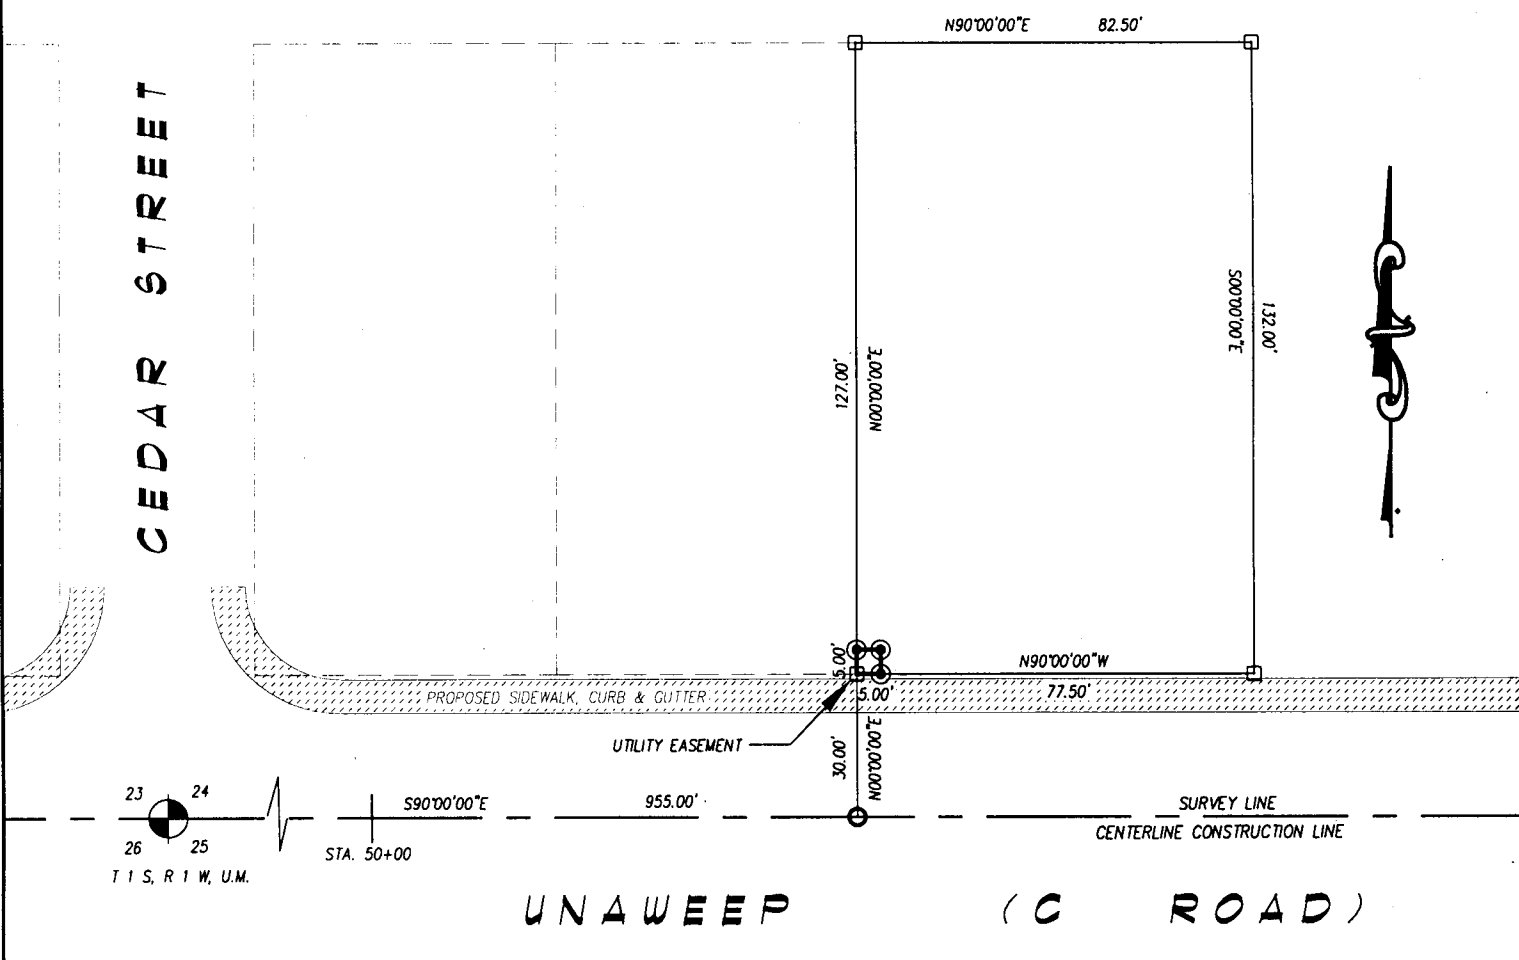 N90°00'00"E 82.50'
CEDAR STREET
S00°00'00"E
132.00'
127.00'
N00°00'00"E
5.00'
N90°00'00"W
5.00' 77.50'
PROPOSED SIDEWALK, CURB & GUTTER
UTILITY EASEMENT
30.00'
N00°00'00"E
23 24
26 25
T 1 S, R 1 W, U.M.
S90°00'00"E 955.00'
STA. 50+00
SURVEY LINE
CENTERLINE CONSTRUCTION LINE
UNAWEEP (C ROAD)